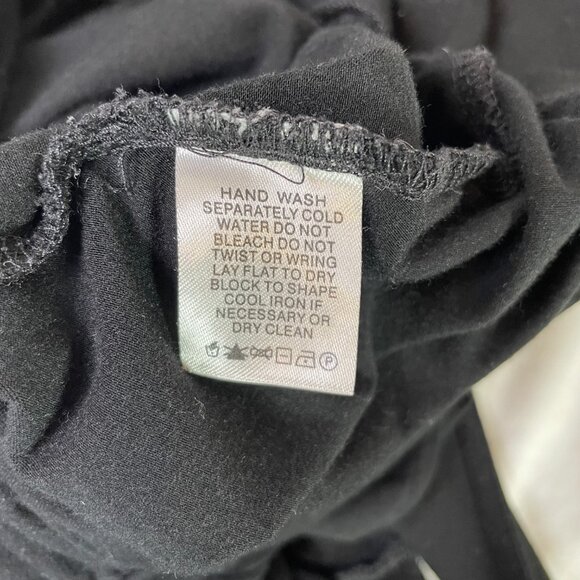 HAND WASH
SEPARATELY COLD
WATER DO NOT
BLEACH DO NOT
TWIST OR WRING
LAY FLAT TO DRY
BLOCK TO SHAPE
COOL IRON IF
NECESSARY OR
DRY CLEAN
P